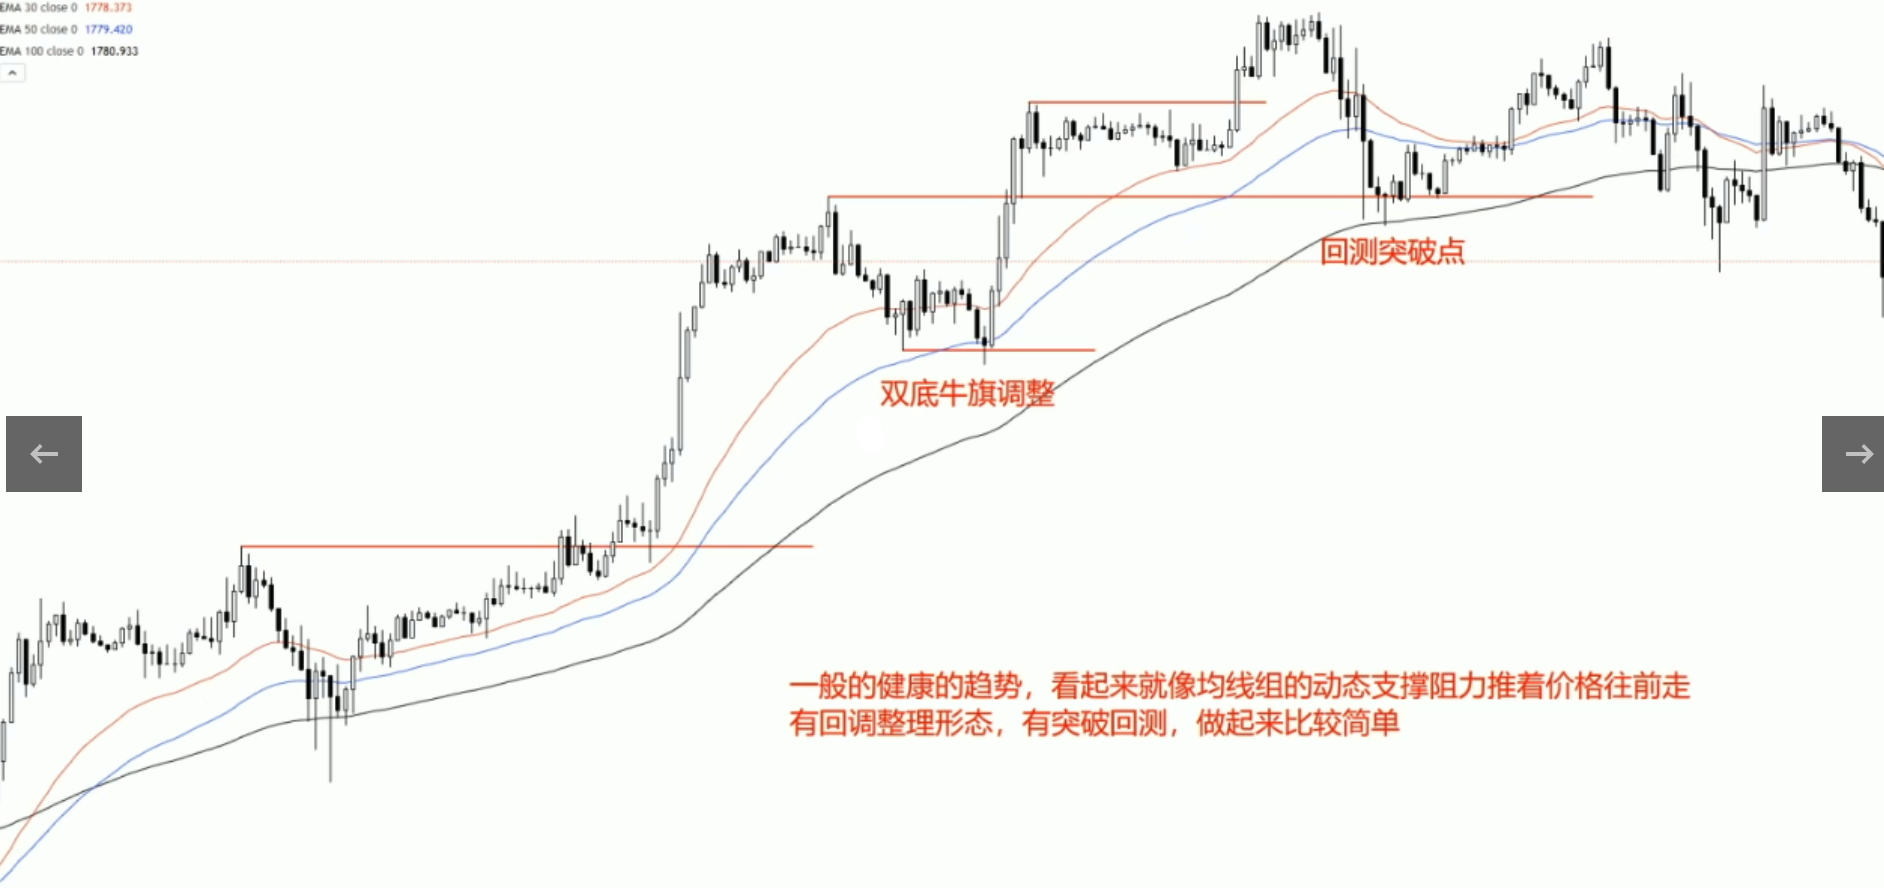 EMA 30 close 0 1778.373
EMA 50 close 0 1779.420
EMA 100 close 0 1780.933
回测突破点
双底牛旗调整
一般的健康的趋势，看起来就像均线组的动态支撑阻力推着价格往前走
有回调整理形态，有突破回测，做起来比较简单